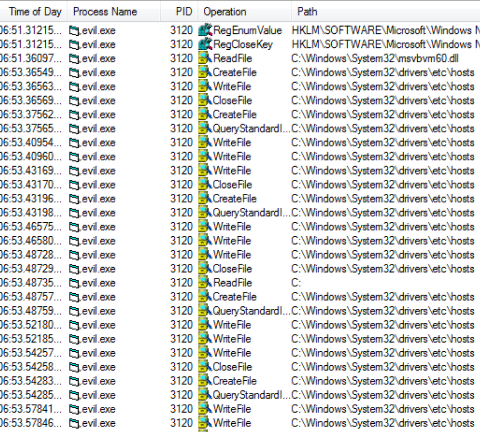 Time of Day Process Name PID Operation Path
06:51.31215... evil.exe 3120 RegEnumValue HKLM\SOFTWARE\Microsoft\Windows N
06:51.31215... evil.exe 3120 RegCloseKey HKLM\SOFTWARE\Microsoft\Windows N
06:51.36097... evil.exe 3120 ReadFile C:\Windows\System32\msvbvm60.dll
06:53.36549... evil.exe 3120 CreateFile C:\Windows\System32\drivers\etc\hosts
06:53.36563... evil.exe 3120 WriteFile C:\Windows\System32\drivers\etc\hosts
06:53.36569... evil.exe 3120 CloseFile C:\Windows\System32\drivers\etc\hosts
06:53.37562... evil.exe 3120 CreateFile C:\Windows\System32\drivers\etc\hosts
06:53.37565... evil.exe 3120 QueryStandardI... C:\Windows\System32\drivers\etc\hosts
06:53.40954... evil.exe 3120 WriteFile C:\Windows\System32\drivers\etc\hosts
06:53.40960... evil.exe 3120 WriteFile C:\Windows\System32\drivers\etc\hosts
06:53.43169... evil.exe 3120 WriteFile C:\Windows\System32\drivers\etc\hosts
06:53.43170... evil.exe 3120 CloseFile C:\Windows\System32\drivers\etc\hosts
06:53.43196... evil.exe 3120 CreateFile C:\Windows\System32\drivers\etc\hosts
06:53.43198... evil.exe 3120 QueryStandardI... C:\Windows\System32\drivers\etc\hosts
06:53.46575... evil.exe 3120 WriteFile C:\Windows\System32\drivers\etc\hosts
06:53.46580... evil.exe 3120 WriteFile C:\Windows\System32\drivers\etc\hosts
06:53.48728... evil.exe 3120 WriteFile C:\Windows\System32\drivers\etc\hosts
06:53.48729... evil.exe 3120 CloseFile C:\Windows\System32\drivers\etc\hosts
06:53.48735... evil.exe 3120 ReadFile C:
06:53.48757... evil.exe 3120 CreateFile C:\Windows\System32\drivers\etc\hosts
06:53.48759... evil.exe 3120 QueryStandardI... C:\Windows\System32\drivers\etc\hosts
06:53.52180... evil.exe 3120 WriteFile C:\Windows\System32\drivers\etc\hosts
06:53.52185... evil.exe 3120 WriteFile C:\Windows\System32\drivers\etc\hosts
06:53.54257... evil.exe 3120 WriteFile C:\Windows\System32\drivers\etc\hosts
06:53.54258... evil.exe 3120 CloseFile C:\Windows\System32\drivers\etc\hosts
06:53.54283... evil.exe 3120 CreateFile C:\Windows\System32\drivers\etc\hosts
06:53.54285... evil.exe 3120 QueryStandardI... C:\Windows\System32\drivers\etc\hosts
06:53.57841... evil.exe 3120 WriteFile C:\Windows\System32\drivers\etc\hosts
06:53.57846... evil.exe 3120 WriteFile C:\Windows\System32\drivers\etc\hosts